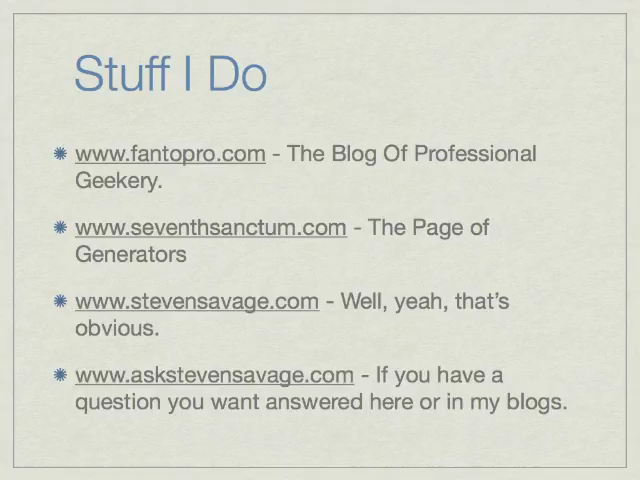 Stuff I Do
www.fantopro.com - The Blog Of Professional
Geekery.
www.seventhsanctum.com - The Page of
Generators
www.stevensavage.com - Well, yeah, that’s
obvious.
www.askstevensavage.com - If you have a
question you want answered here or in my blogs.